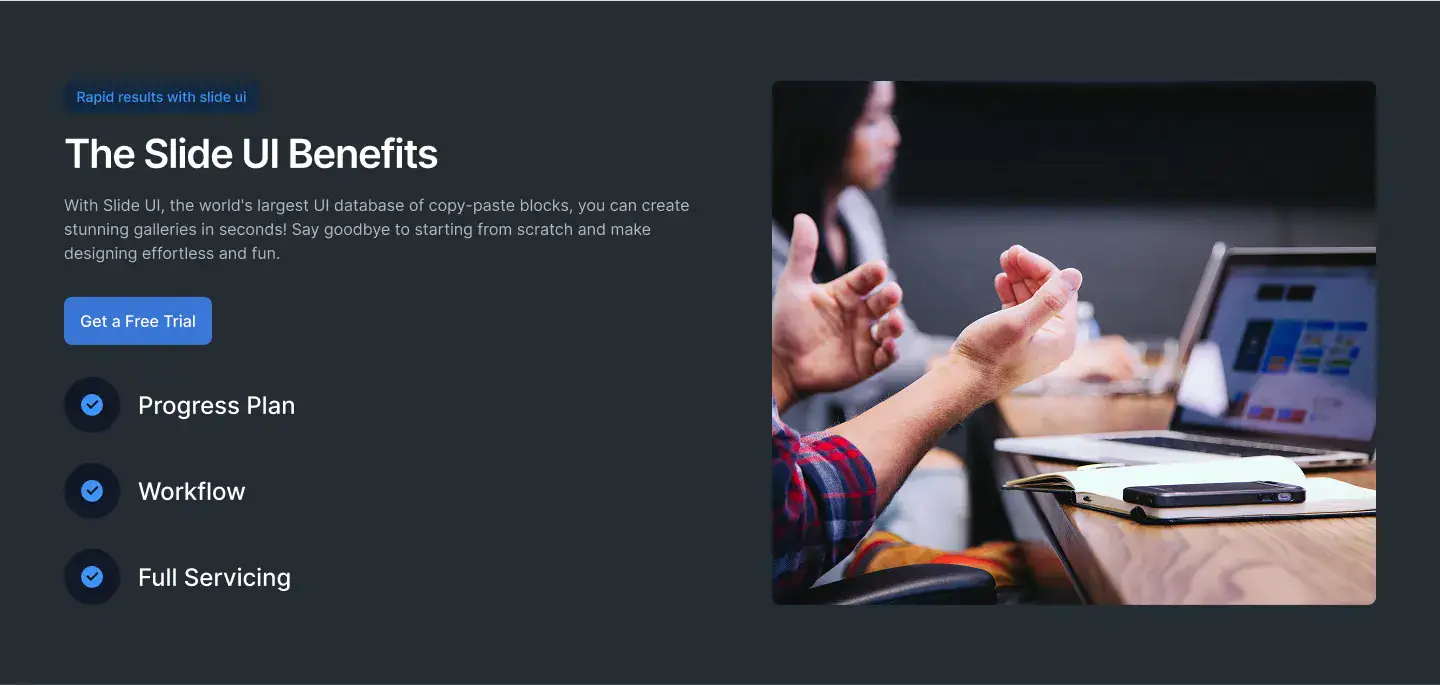 Rapid results with slide ui
The Slide UI Benefits
With Slide UI, the world's largest UI database of copy-paste blocks, you can create
stunning galleries in seconds! Say goodbye to starting from scratch and make
designing effortless and fun.
Get a Free Trial
Progress Plan
Workflow
Full Servicing